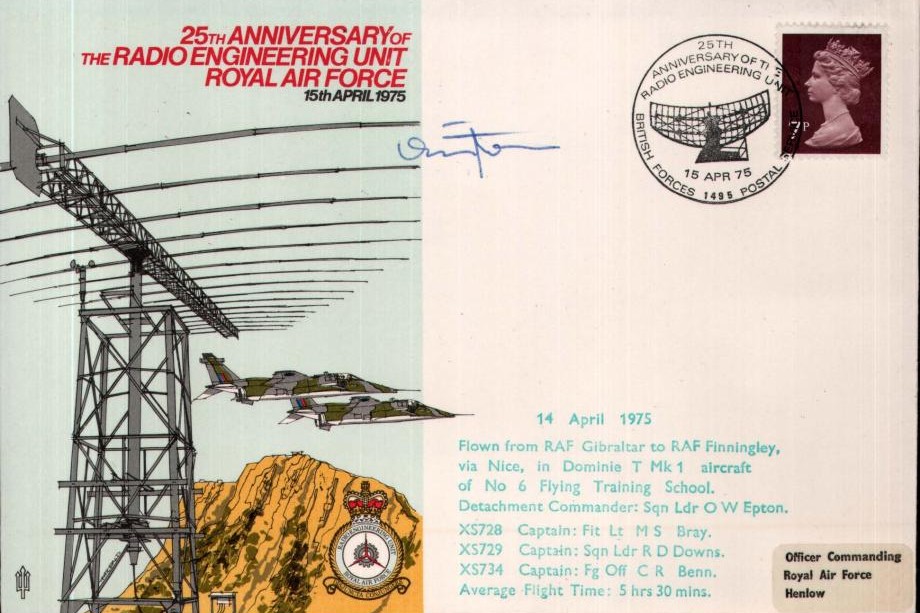 25TH ANNIVERSARY OF
THE RADIO ENGINEERING UNIT
ROYAL AIR FORCE
15th APRIL 1975
25TH
ANNIVERSARY OF T
RADIO ENGINEERING UNIT
15 APR 75
BRITISH FORCES 1495 POSTAL
7P
14 April 1975
Flown from RAF Gibraltar to RAF Finningley,
via Nice, in Dominie T Mk 1 aircraft
of No 6 Flying Training School.
Detachment Commander: Sqn Ldr O W Epton.
XS728 Captain: Flt Lt M S Bray.
XS729 Captain: Sqn Ldr R D Downs.
XS734 Captain: Fg Off C R Benn.
Average Flight Time: 5 hrs 30 mins.
RADIO ENGINEERING UNIT
ROYAL AIR FORCE
Officer Commanding
Royal Air Force
Henlow